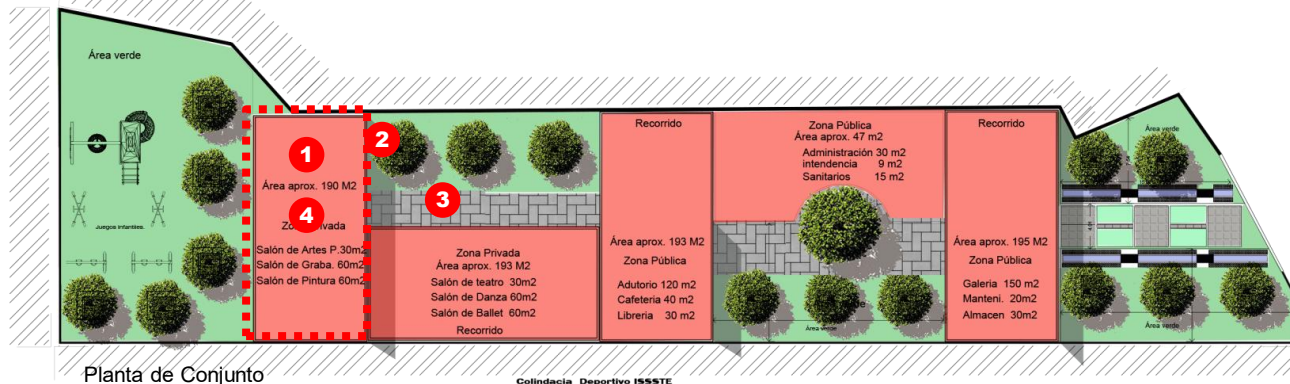 Área verde
Juegos infantiles.
1
Área aprox. 190 M2
4
Salón de Artes P.30m2
Salón de Graba. 60m2
Salón de Pintura 60m2
2
3
Zona Privada
Área aprox. 193 M2
Salón de teatro 30m2
Salón de Danza 60m2
Salón de Ballet 60m2
Recorrido
Recorrido
Área aprox. 193 M2
Zona Pública
Adutorio 120 m2
Cafeteria 40 m2
Libreria 30 m2
Zona Pública
Área aprox. 47 m2
Administración 30 m2
intendencia 9 m2
Sanitarios 15 m2
Área verde
Recorrido
Área aprox. 195 M2
Zona Pública
Galeria 150 m2
Manteni. 20m2
Almacen 30m2
Área verde
Área verde
Planta de Conjunto
Colindacia Deportivo ISSSTE